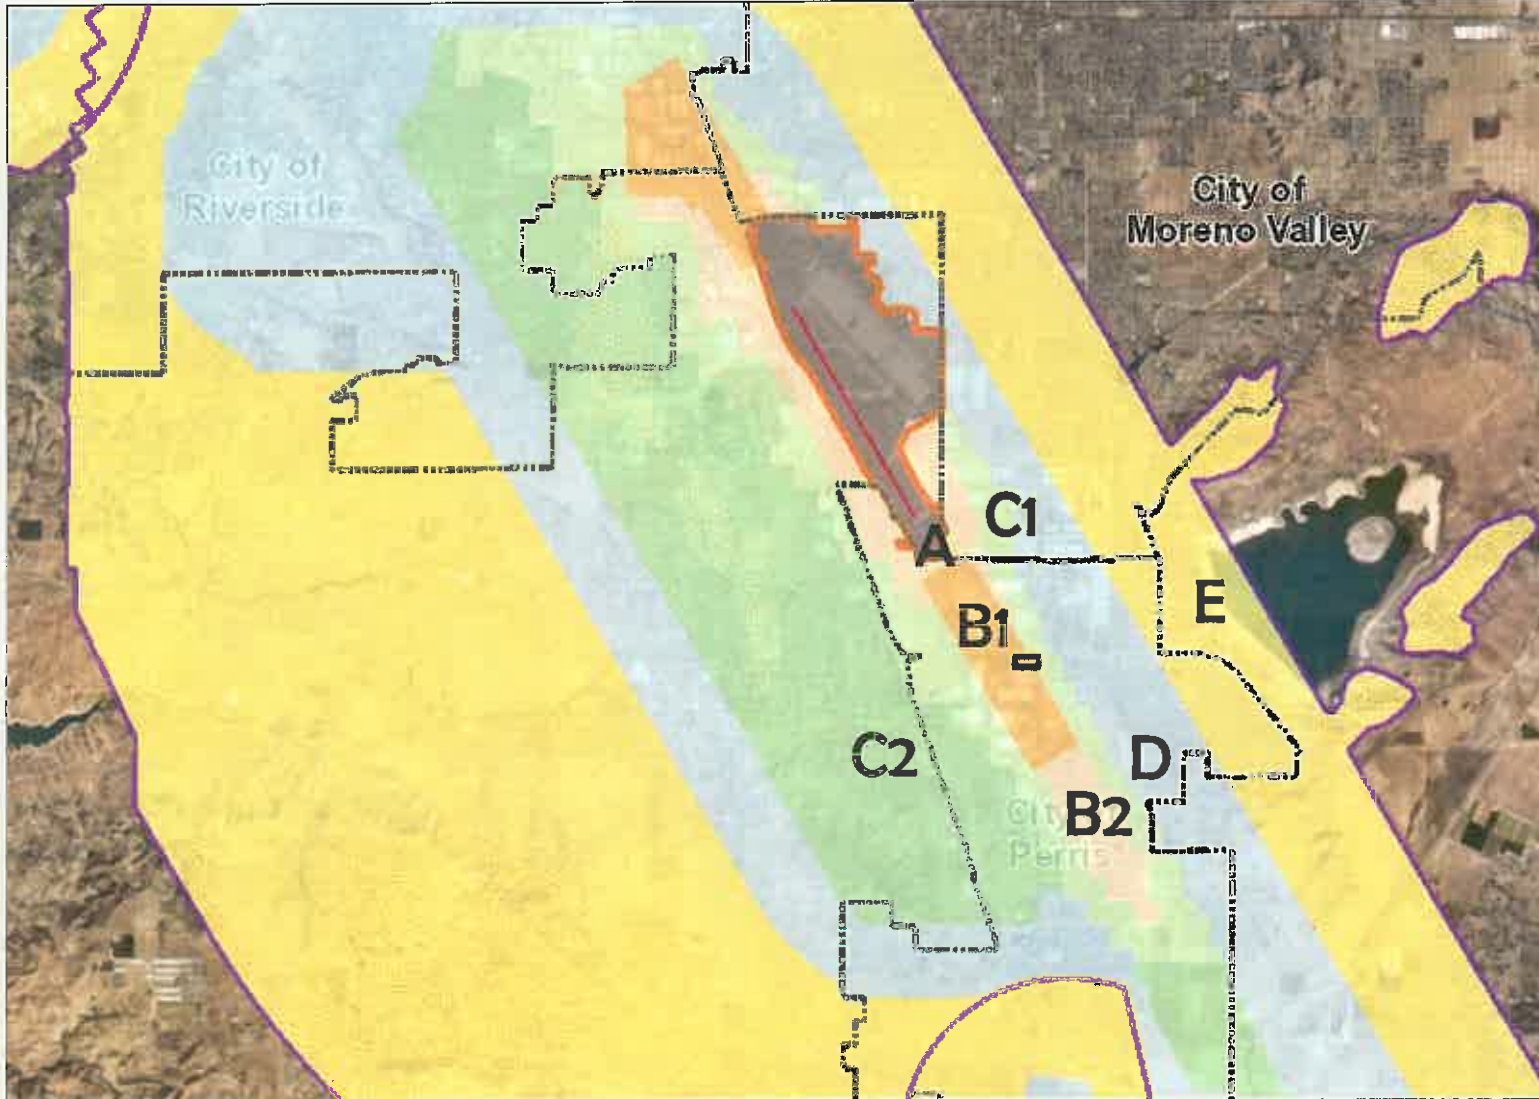 City of
Riverside
City of
Moreno Valley
C1
A
E
B1
C2
D
B2
City of
Perris